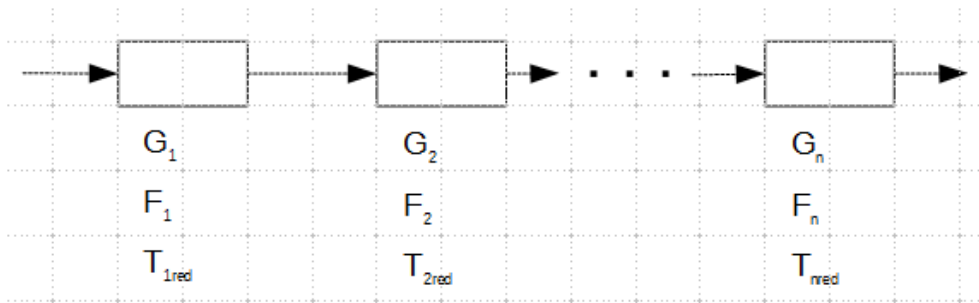 G₁ G₂ Gₙ
F₁ F₂ Fₙ
T₁red T₂red Tₙred